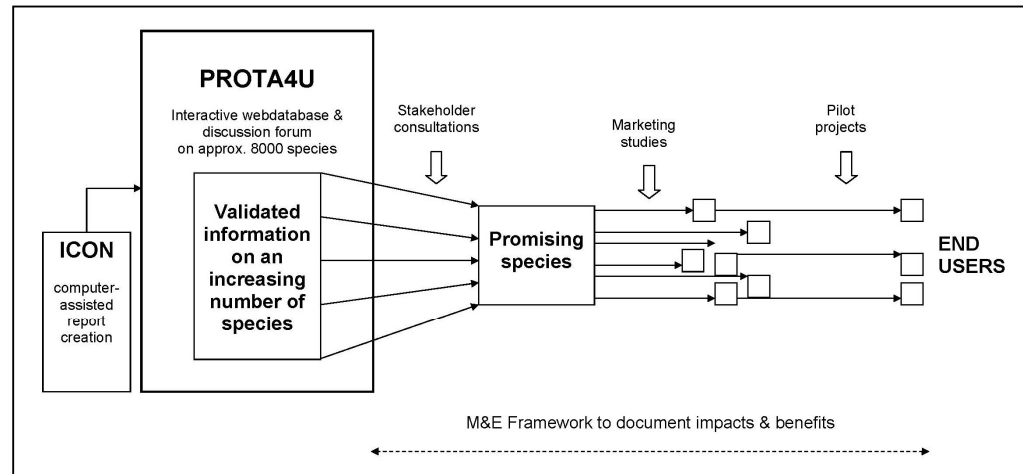 PROTA4U
Interactive webdatabase &
discussion forum
on approx. 8000 species
Validated
information
on an
increasing
number of
species
ICON
computer-
assisted
report
creation
Stakeholder
consultations
Promising
species
Marketing
studies
Pilot
projects
END
USERS
M&E Framework to document impacts & benefits